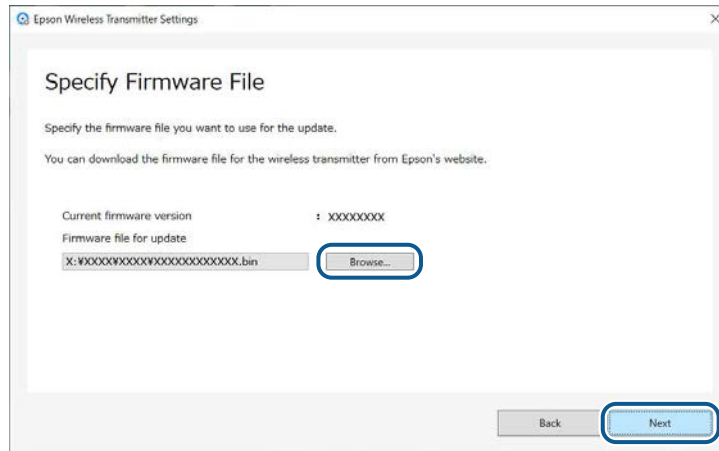 Epson Wireless Transmitter Settings
Specify Firmware File
Specify the firmware file you want to use for the update.
You can download the firmware file for the wireless transmitter from Epson's website.
Current firmware version : XXXXXXXX
Firmware file for update
X:¥XXXX¥XXXX¥XXXXXXXXXXXX.bin Browse...
Back Next